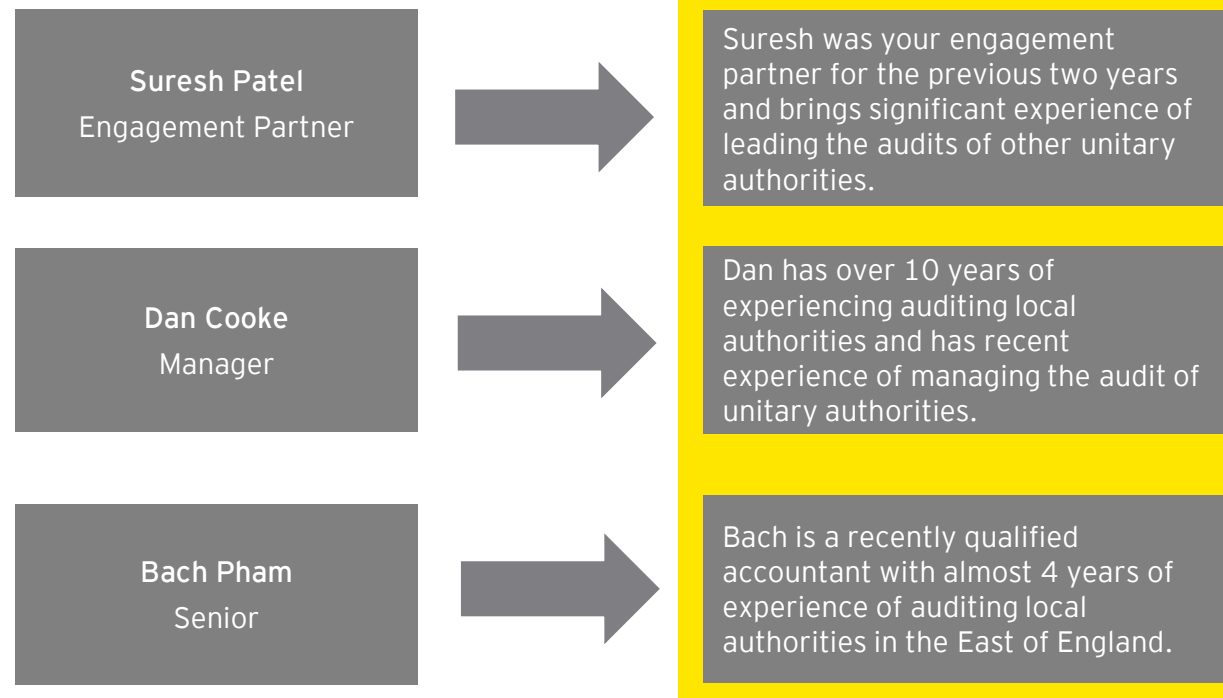 Suresh Patel
Engagement Partner
Suresh was your engagement
partner for the previous two years
and brings significant experience of
leading the audits of other unitary
authorities.
Dan Cooke
Manager
Dan has over 10 years of
experiencing auditing local
authorities and has recent
experience of managing the audit of
unitary authorities.
Bach Pham
Senior
Bach is a recently qualified
accountant with almost 4 years of
experience of auditing local
authorities in the East of England.